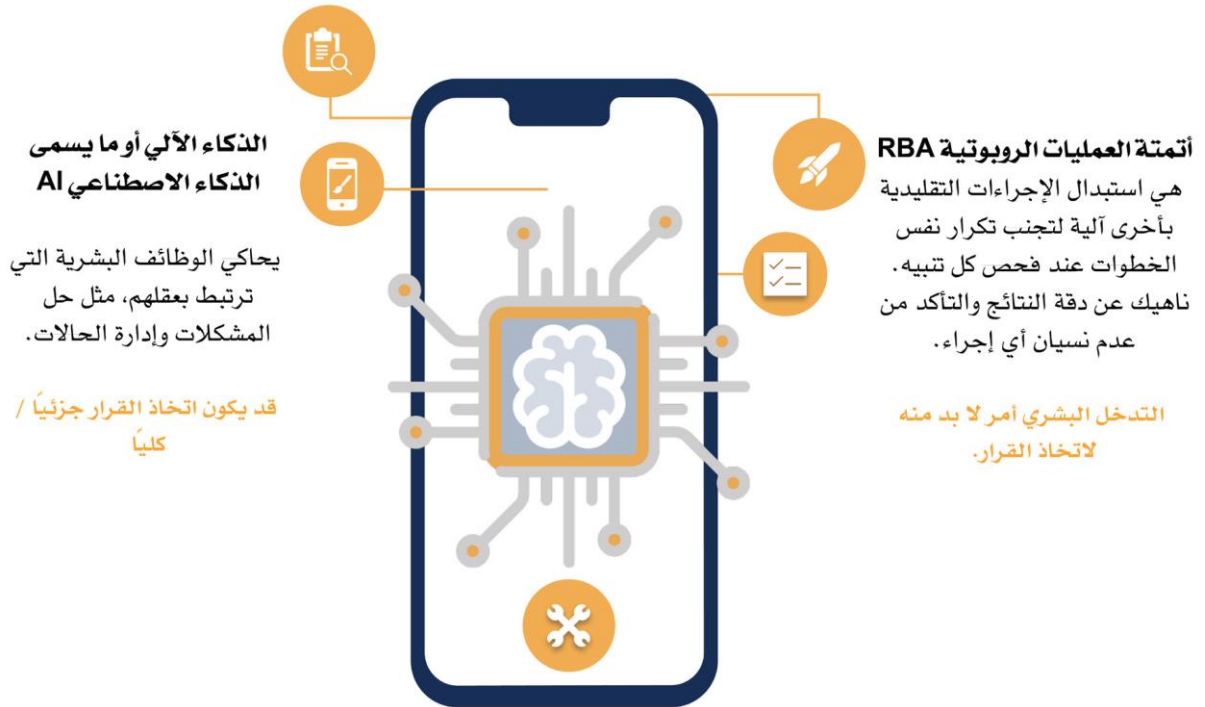 أتمتة العمليات الروبوتية RBA
هي استبدال الإجراءات التقليدية
بأخرى آلية لتجنب تكرار نفس
الخطوات عند فحص كل تنبيه.
ناهيك عن دقة النتائج والتأكد من
عدم نسيان أي إجراء.
التدخل البشري أمر لا بد منه
لاتخاذ القرار.
الذكاء الآلي أو ما يسمى
الذكاء الاصطناعي AI
يحاكي الوظائف البشرية التي
ترتبط بعقلهم، مثل حل
المشكلات وإدارة الحالات.
قد يكون اتخاذ القرار جزئيًا /
كليًا